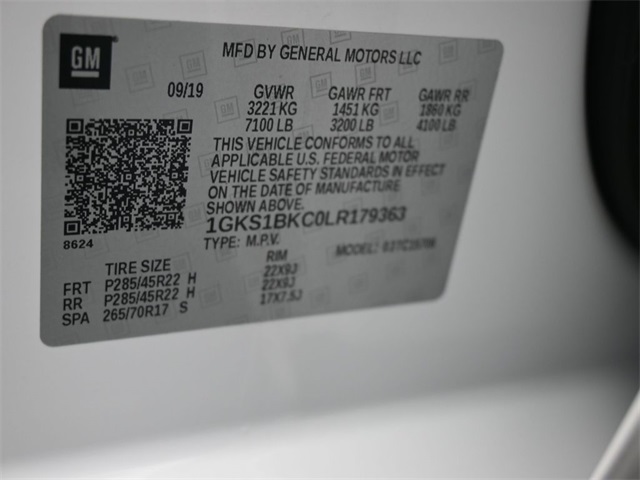 GM
MFD BY GENERAL MOTORS LLC
09/19 GVWR GAWR FRT GAWR RR
3221 KG 1451 KG 1860 KG
7100 LB 3200 LB 4100 LB
THIS VEHICLE CONFORMS TO ALL
APPLICABLE U.S. FEDERAL MOTOR
VEHICLE SAFETY STANDARDS IN EFFECT
ON THE DATE OF MANUFACTURE
SHOWN ABOVE.
1GKS1BKC0LR179363
8624
TYPE: M.P.V. MODEL:
TIRE SIZE RIM
FRT P285/45R22 H 22X9J
RR P285/45R22 H 22X9J
SPA 265/70R17 S 17X7.5J